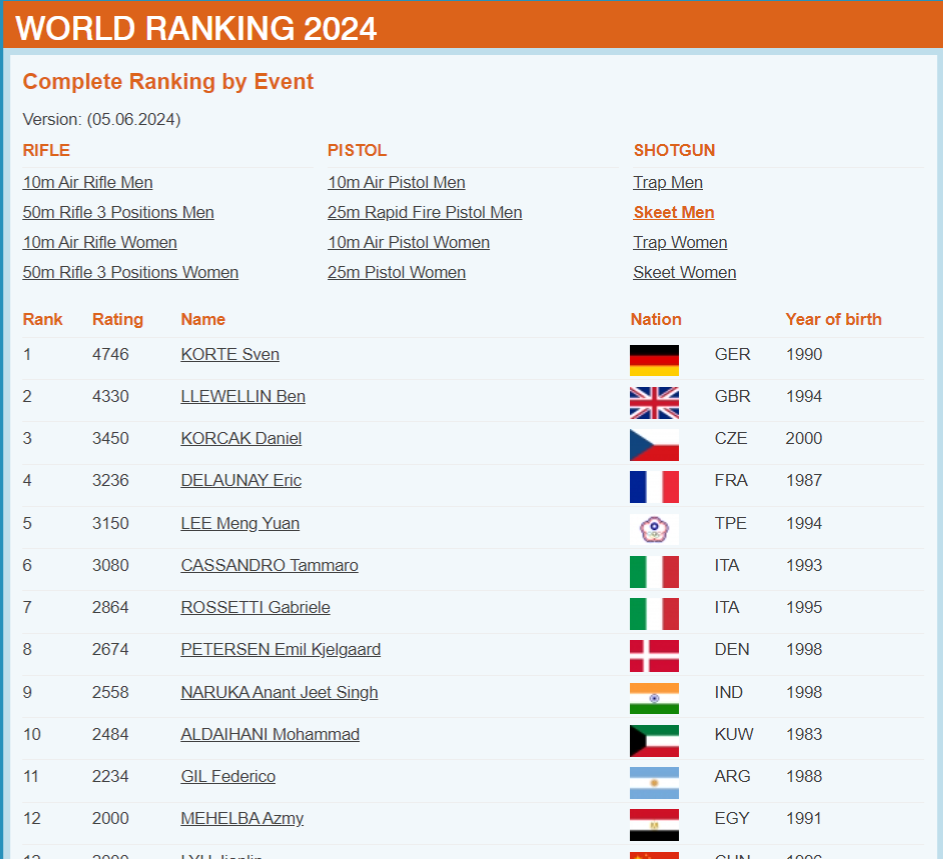 WORLD RANKING 2024
Complete Ranking by Event
Version: (05.06.2024)
RIFLE PISTOL SHOTGUN
10m Air Rifle Men 10m Air Pistol Men Trap Men
50m Rifle 3 Positions Men 25m Rapid Fire Pistol Men Skeet Men
10m Air Rifle Women 10m Air Pistol Women Trap Women
50m Rifle 3 Positions Women 25m Pistol Women Skeet Women
Rank Rating Name Nation Year of birth
1 4746 KORTE Sven GER 1990
2 4330 LLEWELLIN Ben GBR 1994
3 3450 KORCAK Daniel CZE 2000
4 3236 DELAUNAY Eric FRA 1987
5 3150 LEE Meng Yuan TPE 1994
6 3080 CASSANDRO Tammaro ITA 1993
7 2864 ROSSETTI Gabriele ITA 1995
8 2674 PETERSEN Emil Kjelgaard DEN 1998
9 2558 NARUKA Anant Jeet Singh IND 1998
10 2484 ALDAIHANI Mohammad KUW 1983
11 2234 GIL Federico ARG 1988
12 2000 MEHELBA Azmy EGY 1991